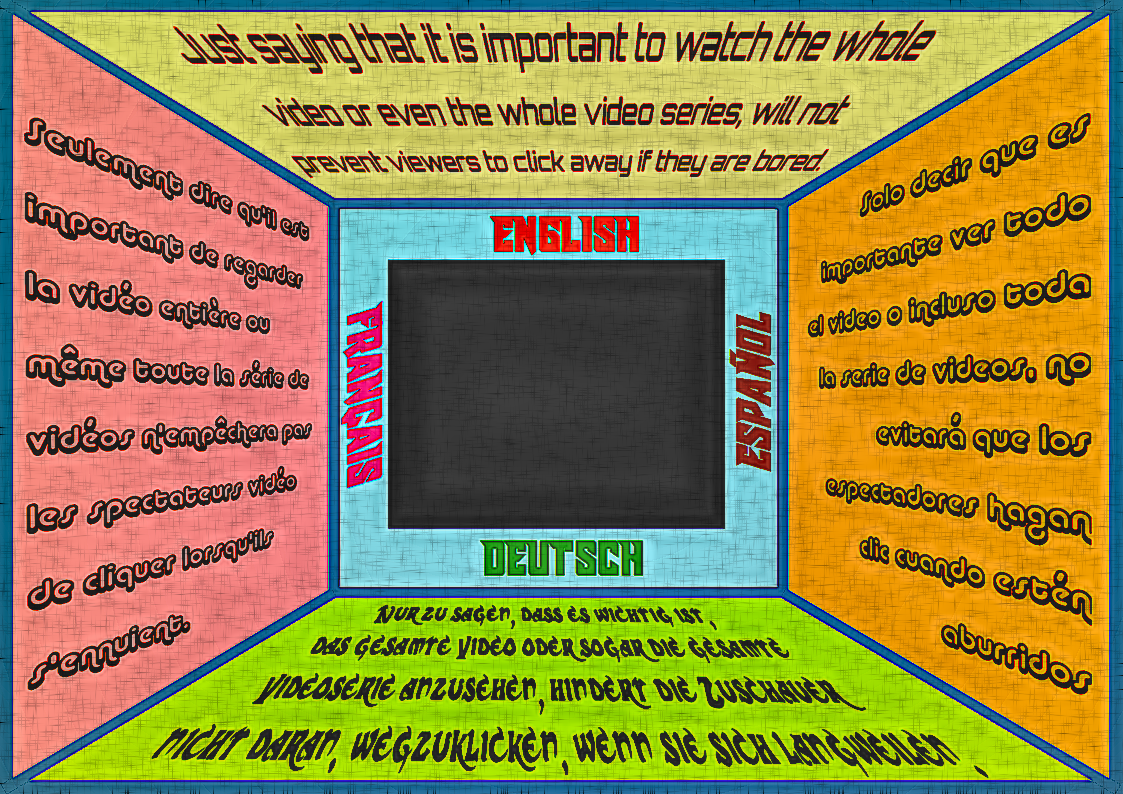 Just saying that it is important to watch the whole
video or even the whole video series, will not
prevent viewers to click away if they are bored.
Seulement dire qu'il est
important de regarder
la vidéo entière ou
même toute la série de
vidéos n'empêchera pas
les spectateurs vidéo
de cliquer lorsqu'ils
s'ennuient.
ENGLISH
FRANÇAIS
ESPAÑOL
DEUTSCH
Solo decir que es
importante ver todo
el video o incluso toda
la serie de videos, no
evitará que los
espectadores hagan
clic cuando estén
aburridos
Nur zu sagen, dass es wichtig ist,
das gesamte Video oder sogar die gesamte
Videoserie anzusehen, hindert die Zuschauer
nicht daran, wegzuklicken, wenn sie sich langweilen.